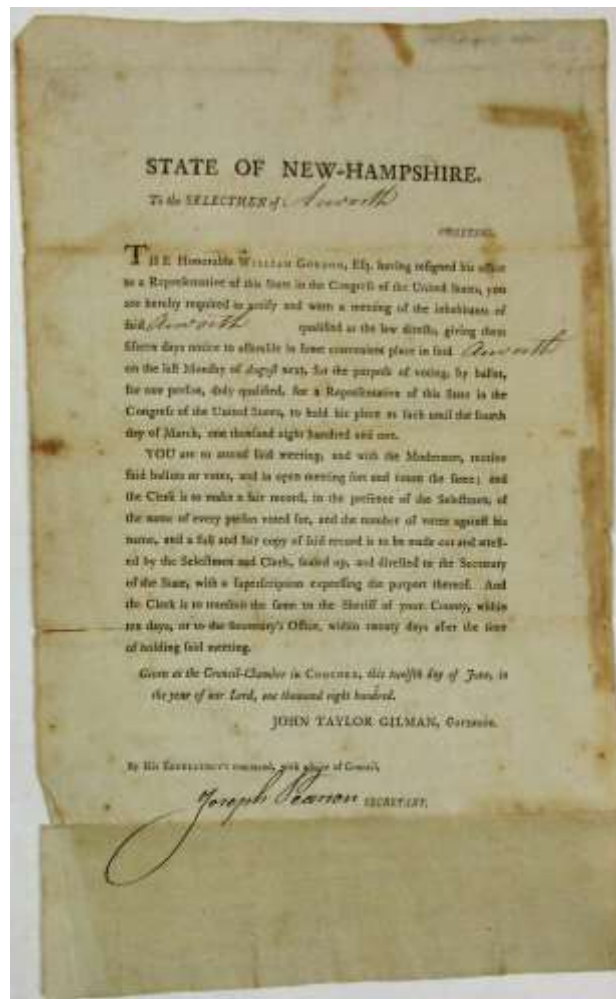 STATE OF NEW-HAMPSHIRE.
To the SELECTMEN of Acworth
GREETING.
THE Honorable WILLIAM GORDON, Esq. having resigned his office
as a Representative of this State in the Congreſs of the United States, you
are hereby required to notify and warn a meeting of the inhabitants of
ſaid Acworth qualified as the law directs, giving them
fifteen days notice to aſſemble in ſome convenient place in ſaid Acworth
on the laſt Monday of Auguſt next, for the purpoſe of voting, by ballot,
for one perſon, duly qualified, for a Repreſentative of this State in the
Congreſs of the United States, to hold his place as ſuch until the fourth
day of March, one thouſand eight hundred and one.
YOU are to attend ſaid meeting, and with the Moderator, receive
ſaid ballots or votes, and in open meeting ſort and count the ſame; and
the Clerk is to make a fair record, in the preſence of the Selectmen, of
the name of every perſon voted for, and the number of votes againſt his
name, and a full and fair copy of ſaid record is to be made out and atteſt-
ed by the Selectmen and Clerk, ſealed up, and directed to the Secretary
of the State, with a ſuperſcription expreſſing the purport thereof. And
the Clerk is to tranſmit the ſame to the Sheriff of your County, within
ten days, or to the Secretary's Office, within twenty days after the time
of holding ſaid meeting.
Given at the Council-Chamber in CONCORD, this twelfth day of June, in
the year of our Lord, one thouſand eight hundred.
JOHN TAYLOR GILMAN, Governor.
By His EXCELLENCY's command, with advice of Council,
Joseph Pearson SECRETARY.